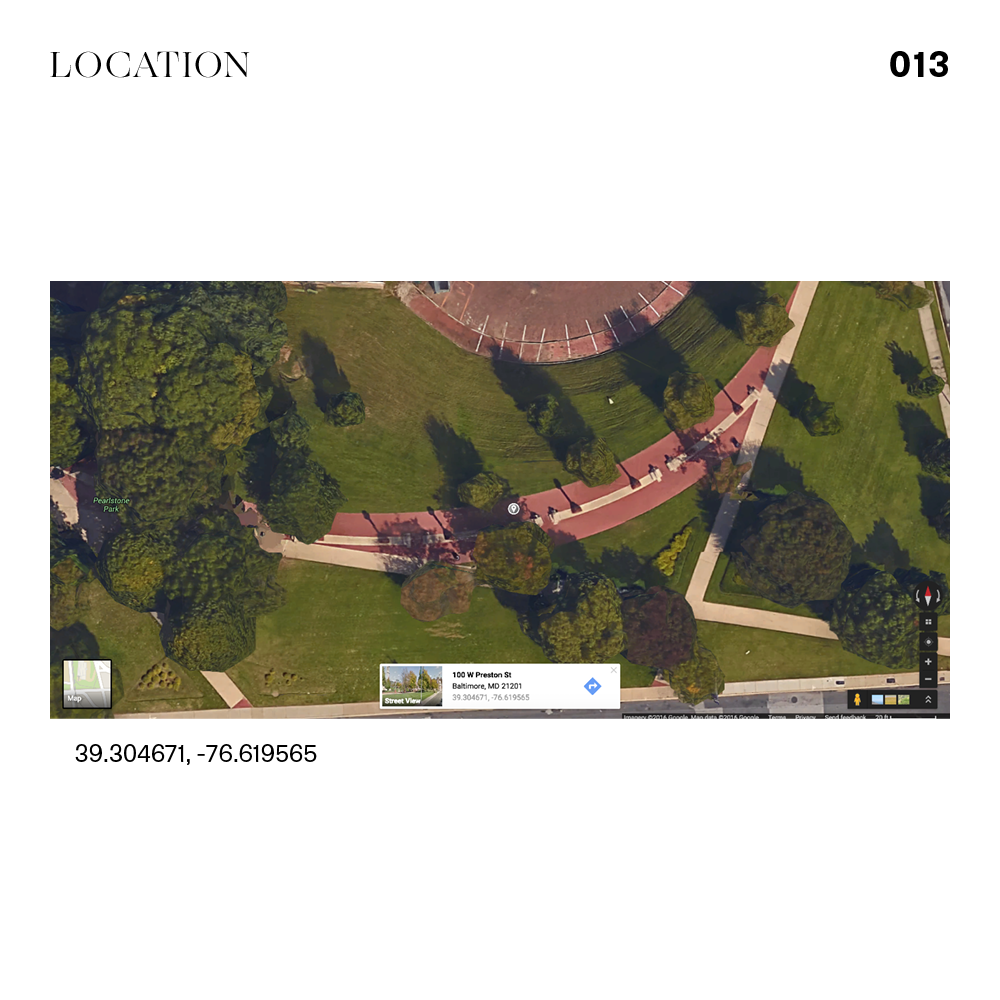 LOCATION
013
Pearlstone
Park
Map
Street View
100 W Preston St
Baltimore, MD 21201
39.304671, -76.619565
Imagery ©2016 Google, Map data ©2016 Google Terms Privacy Send feedback 20 ft
39.304671, -76.619565